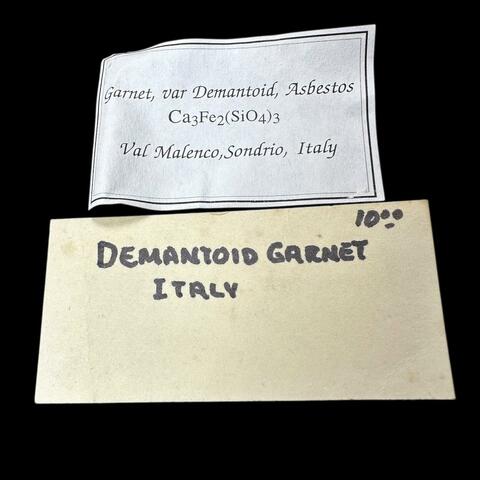 Garnet, var Demantoid, Asbestos
Ca3Fe2(SiO4)3
Val Malenco,Sondrio, Italy
10.00
DEMANTOID GARNET
ITALY